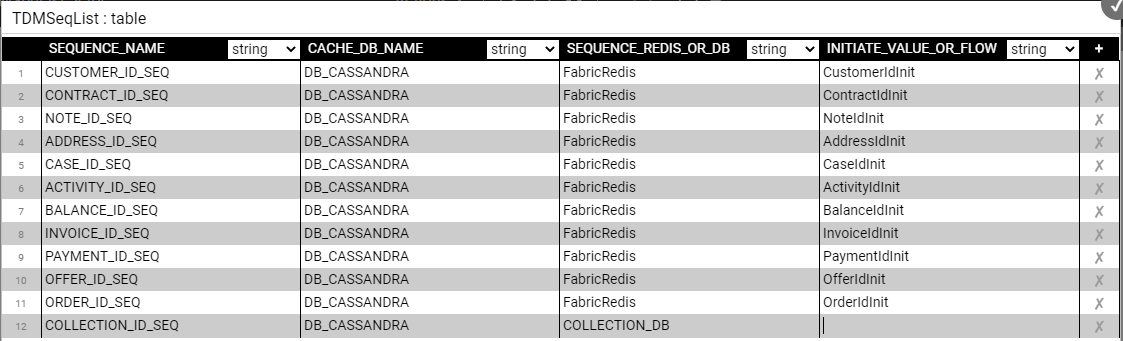 TDMSeqList : table
SEQUENCE_NAME string CACHE_DB_NAME string SEQUENCE_REDIS_OR_DB string INITIATE_VALUE_OR_FLOW string +
1 CUSTOMER_ID_SEQ DB_CASSANDRA FabricRedis CustomerIdInit ✗
2 CONTRACT_ID_SEQ DB_CASSANDRA FabricRedis ContractIdInit ✗
3 NOTE_ID_SEQ DB_CASSANDRA FabricRedis NoteIdInit ✗
4 ADDRESS_ID_SEQ DB_CASSANDRA FabricRedis AddressIdInit ✗
5 CASE_ID_SEQ DB_CASSANDRA FabricRedis CaseIdInit ✗
6 ACTIVITY_ID_SEQ DB_CASSANDRA FabricRedis ActivityIdInit ✗
7 BALANCE_ID_SEQ DB_CASSANDRA FabricRedis BalanceIdInit ✗
8 INVOICE_ID_SEQ DB_CASSANDRA FabricRedis InvoiceIdInit ✗
9 PAYMENT_ID_SEQ DB_CASSANDRA FabricRedis PaymentIdInit ✗
10 OFFER_ID_SEQ DB_CASSANDRA FabricRedis OfferIdInit ✗
11 ORDER_ID_SEQ DB_CASSANDRA FabricRedis OrderIdInit ✗
12 COLLECTION_ID_SEQ DB_CASSANDRA COLLECTION_DB ✗